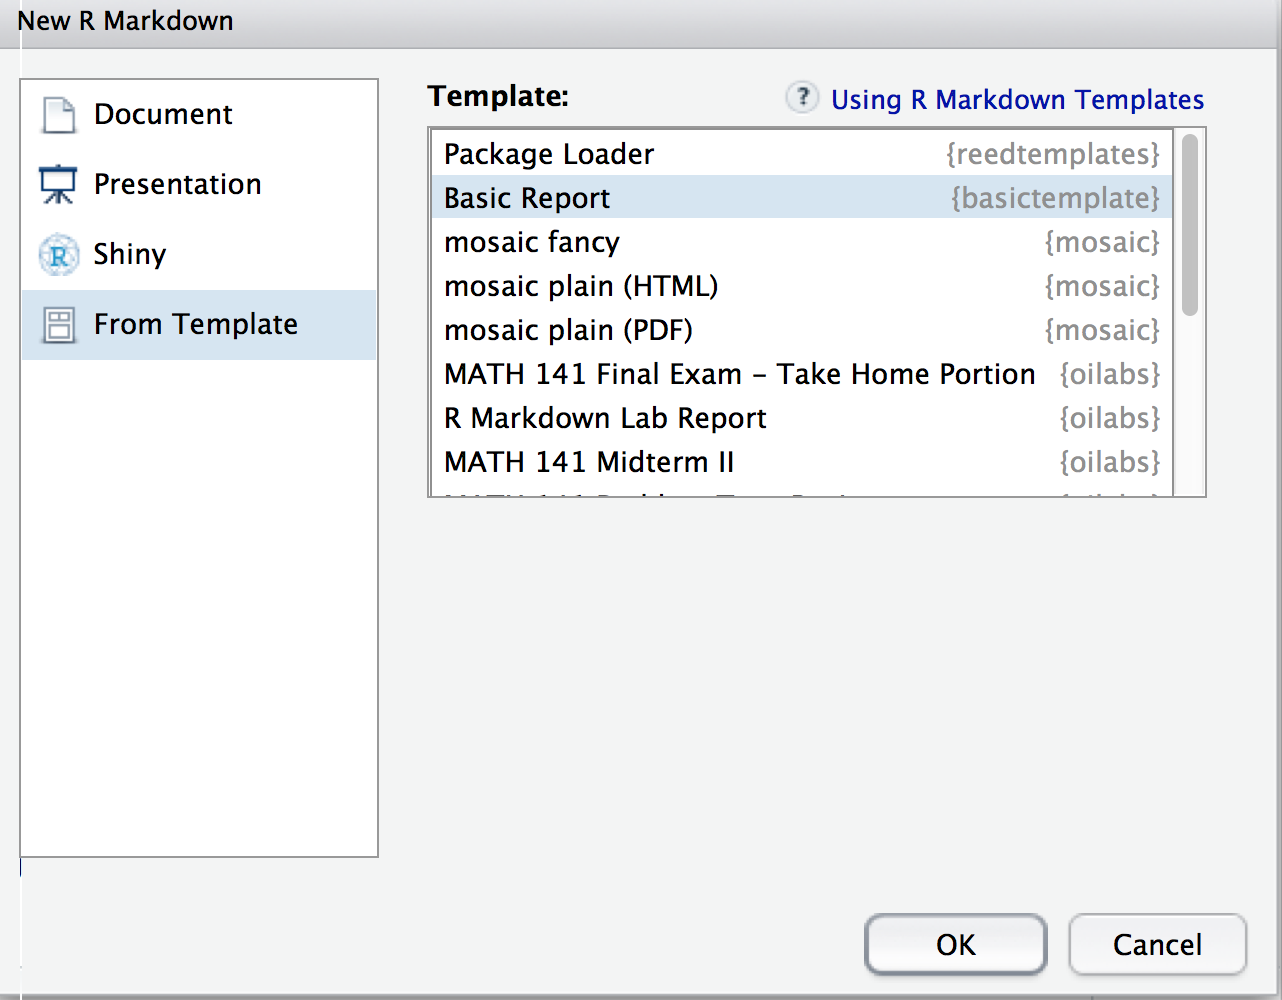 New R Markdown
Document
Presentation
Shiny
From Template
Template:
? Using R Markdown Templates
Package Loader {reedtemplates}
Basic Report {basictemplate}
mosaic fancy {mosaic}
mosaic plain (HTML) {mosaic}
mosaic plain (PDF) {mosaic}
MATH 141 Final Exam – Take Home Portion {oilabs}
R Markdown Lab Report {oilabs}
MATH 141 Midterm II {oilabs}
OK
Cancel